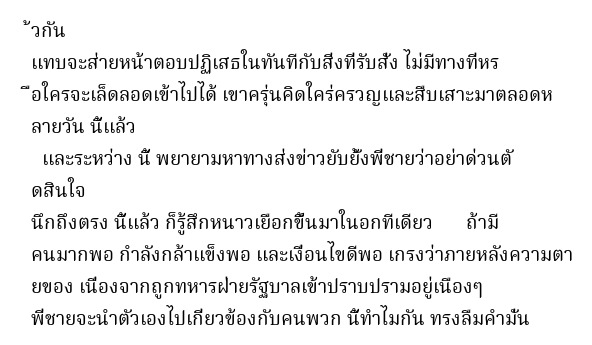 ้วกัน
แทบจะส่ายหน้าตอบปฏิเสธในทันทีกับสิ่งที่รับสั่ง ไม่มีทางที่หร
ือใครจะเล็ดลอดเข้าไปได้ เขาครุ่นคิดใคร่ครวญและสืบเสาะมาตลอดห
ลายวัน นี้แล้ว
และระหว่าง นี้ พยายามหาทางส่งข่าวยับยั้งพี่ชายว่าอย่าด่วนตั
ดสินใจ
นึกถึงตรง นี้แล้ว ก็รู้สึกหนาวเยือกขึ้นมาในอกทีเดียว ถ้ามี
คนมากพอ กำลังกล้าแข็งพอ และเงื่อนไขดีพอ เกรงว่าภายหลังความตา
ยของ เนื่องจากถูกทหารฝ่ายรัฐบาลเข้าปราบปรามอยู่เนืองๆ
พี่ชายจะนำตัวเองไปเกี่ยวข้องกับคนพวก นี้ทำไมกัน ทรงลืมคำมั่น